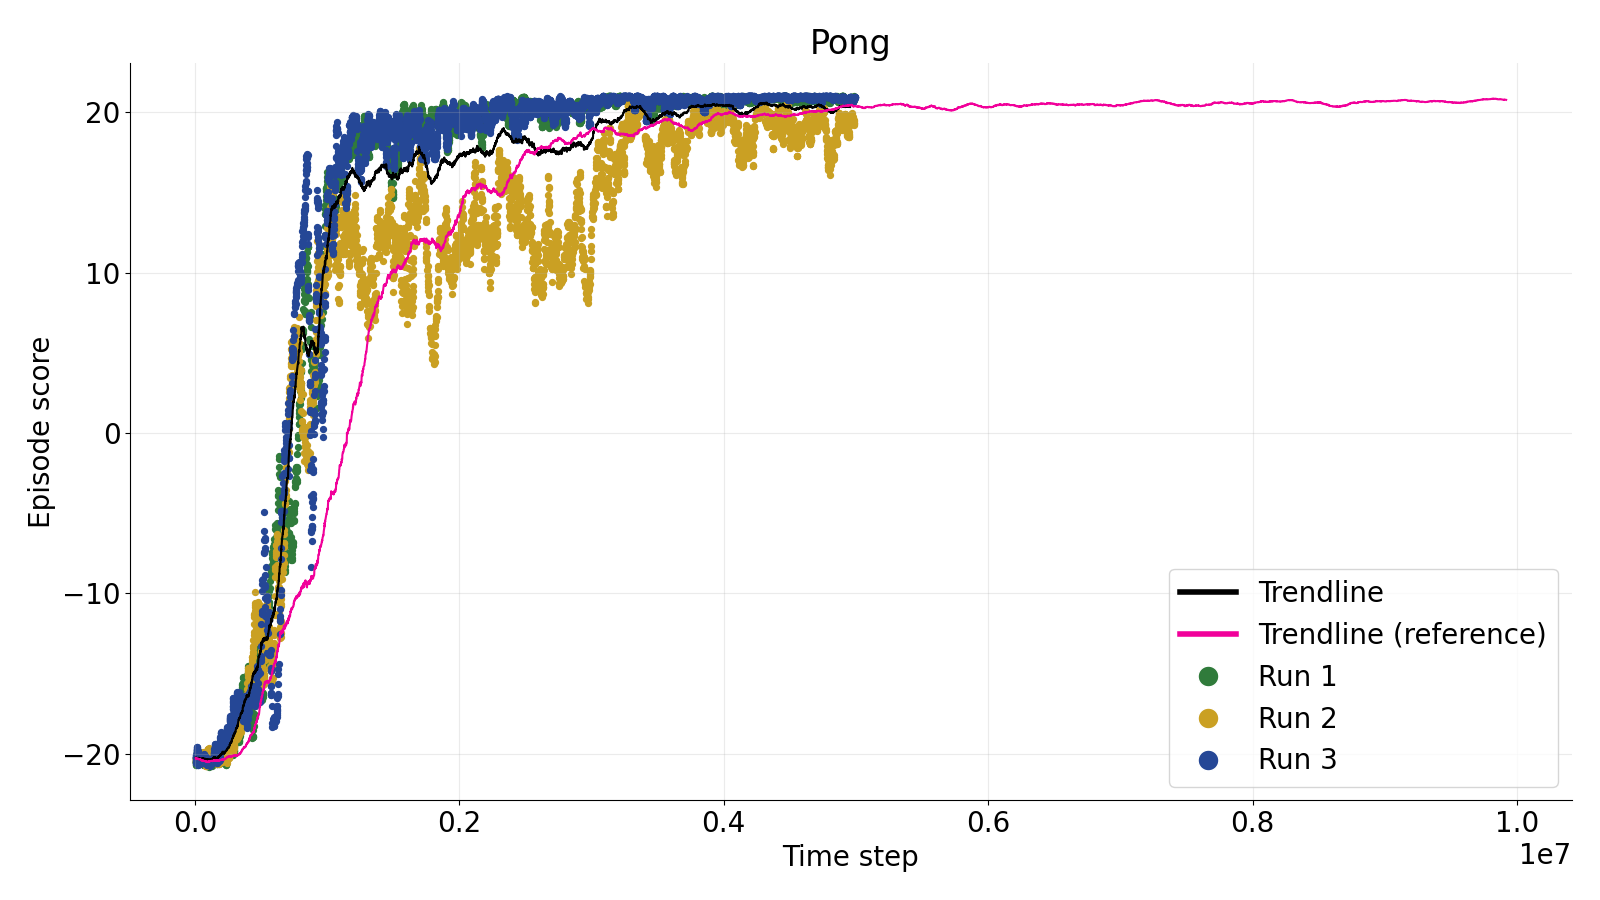 Pong
Episode score
20
10
0
−10
−20
0.0
0.2
0.4
0.6
0.8
1.0
1e7
Time step
Trendline
Trendline (reference)
Run 1
Run 2
Run 3